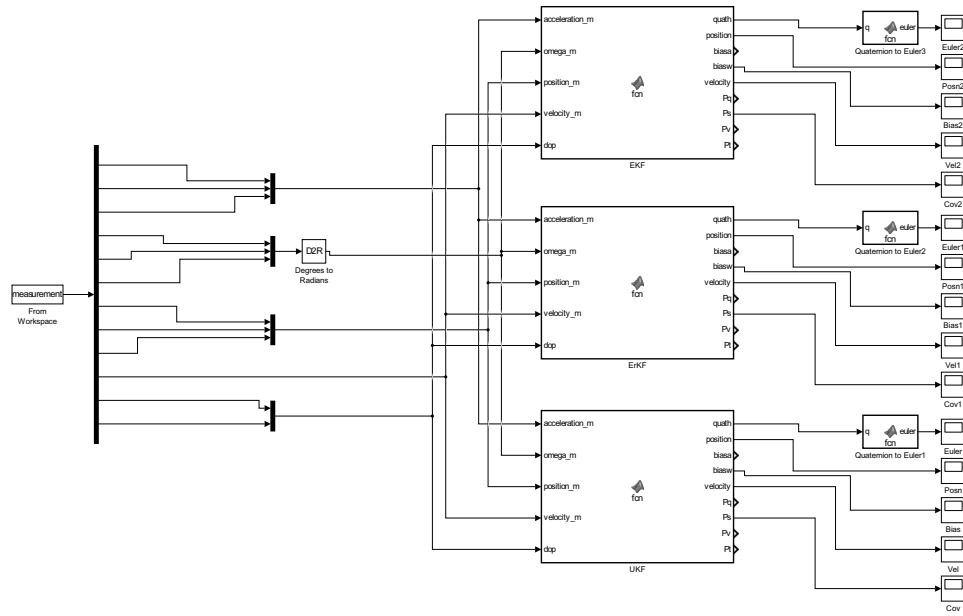 measurement
From
Workspace
D2R
Degrees to
Radians
acceleration_m
omega_m
position_m
velocity_m
dop
fcn
quath
position
biasa
biasw
velocity
Pq
Ps
Pv
Pt
EKF
q
euler
fcn
Quaternion to Euler3
Euler2
Posn2
Bias2
Vel2
Cov2
acceleration_m
omega_m
position_m
velocity_m
dop
fcn
quath
position
biasa
biasw
velocity
Pq
Ps
Pv
Pt
ErKF
q
euler
fcn
Quaternion to Euler2
Euler1
Posn1
Bias1
Vel1
Cov1
acceleration_m
omega_m
position_m
velocity_m
dop
fcn
quath
position
biasa
biasw
velocity
Pq
Ps
Pv
Pt
UKF
q
euler
fcn
Quaternion to Euler1
Euler
Posn
Bias
Vel
Cov